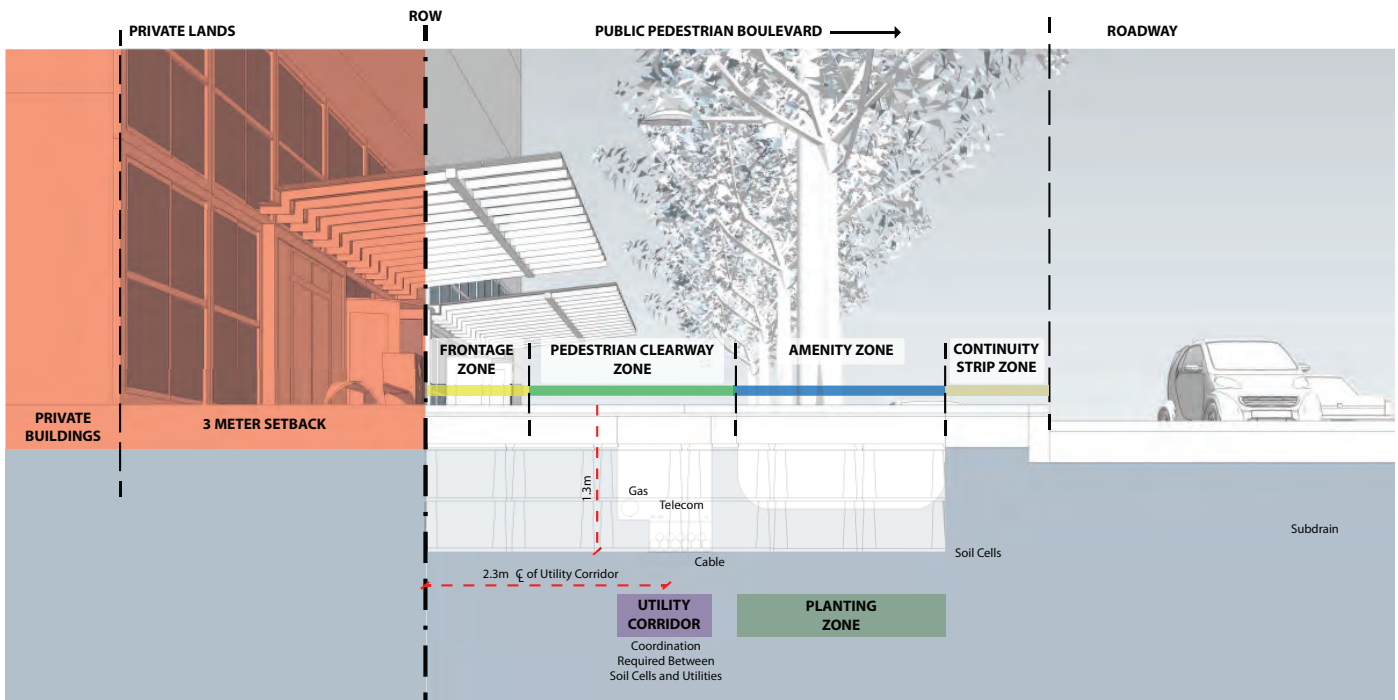 ROW
PRIVATE LANDS
PUBLIC PEDESTRIAN BOULEVARD
ROADWAY
FRONTAGE
ZONE
PEDESTRIAN CLEARWAY
ZONE
AMENITY ZONE
CONTINUITY
STRIP ZONE
PRIVATE
BUILDINGS
3 METER SETBACK
1.3m
Gas
Telecom
Cable
Soil Cells
Subdrain
2.3m ℄ of Utility Corridor
UTILITY
CORRIDOR
PLANTING
ZONE
Coordination
Required Between
Soil Cells and Utilities